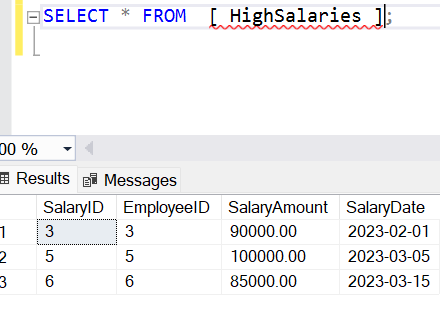 SELECT * FROM  [ HighSalaries ];
00 %
Results Messages
SalaryID EmployeeID SalaryAmount SalaryDate
1 3 3 90000.00 2023-02-01
2 5 5 100000.00 2023-03-05
3 6 6 85000.00 2023-03-15